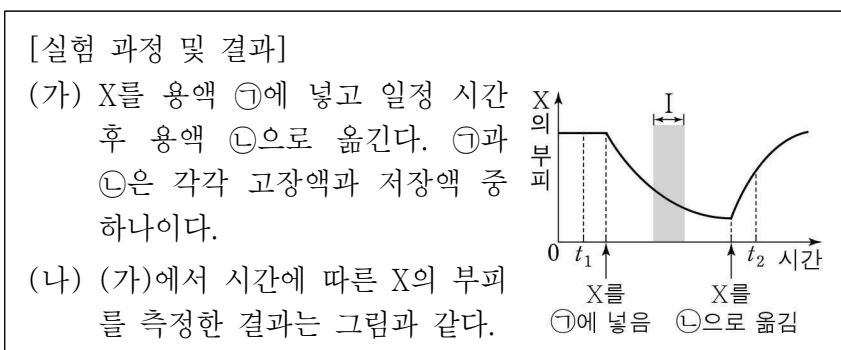 [실험 과정 및 결과]
(가) X를 용액 ㉠에 넣고 일정 시간
후 용액 ㉡으로 옮긴다. ㉠과
㉡은 각각 고장액과 저장액 중
하나이다.
(나) (가)에서 시간에 따른 X의 부피
를 측정한 결과는 그림과 같다.
X의 부피
I
0 t₁ t₂ 시간
X를 X를
㉠에 넣음 ㉡으로 옮김